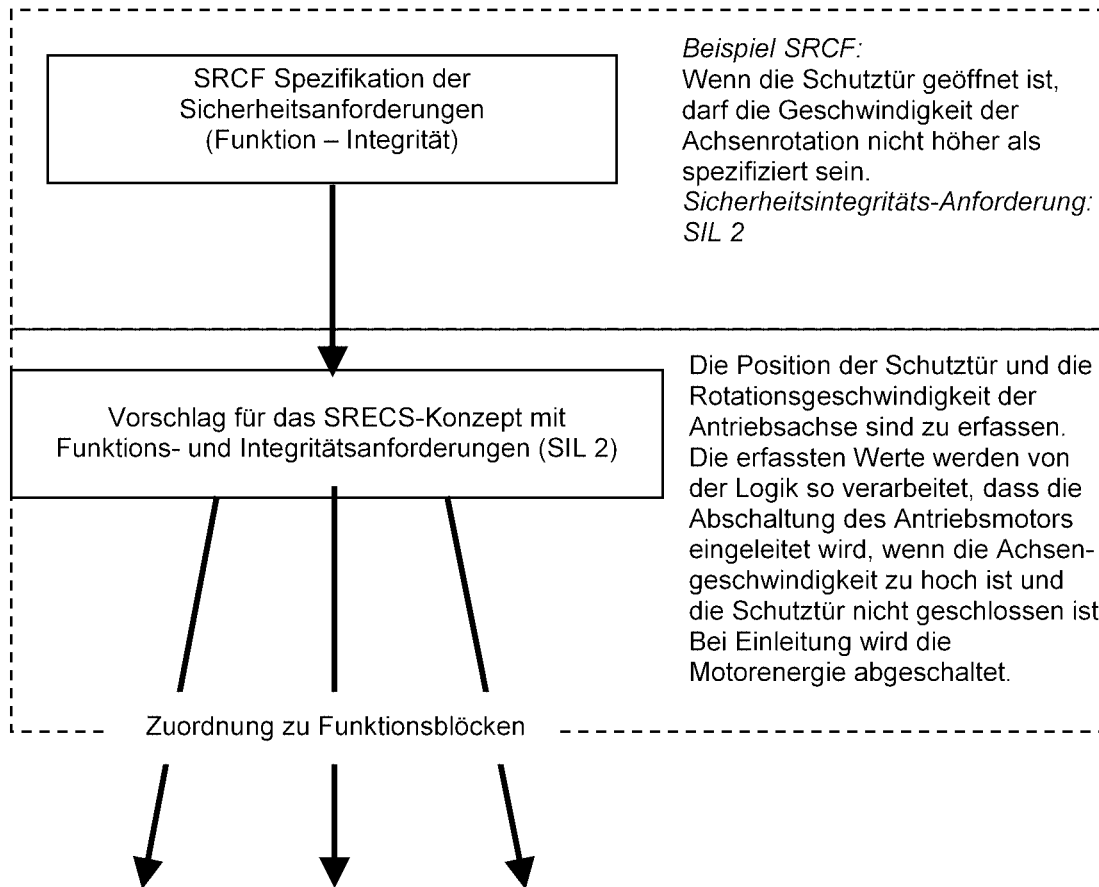 SRCF Spezifikation der
Sicherheitsanforderungen
(Funktion – Integrität)
Beispiel SRCF:
Wenn die Schutztür geöffnet ist,
darf die Geschwindigkeit der
Achsenrotation nicht höher als
spezifiziert sein.
Sicherheitsintegritäts-Anforderung:
SIL 2
Vorschlag für das SRECS-Konzept mit
Funktions- und Integritätsanforderungen (SIL 2)
Die Position der Schutztür und die
Rotationsgeschwindigkeit der
Antriebsachse sind zu erfassen.
Die erfassten Werte werden von
der Logik so verarbeitet, dass die
Abschaltung des Antriebsmotors
eingeleitet wird, wenn die Achsen-
geschwindigkeit zu hoch ist und
die Schutztür nicht geschlossen ist
Bei Einleitung wird die
Motorenergie abgeschaltet.
Zuordnung zu Funktionsblöcken